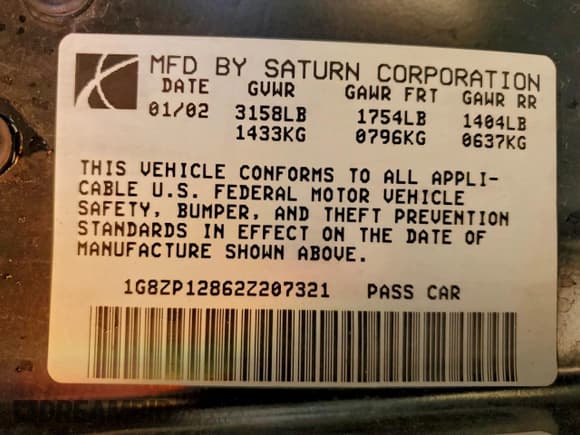 MFD BY SATURN CORPORATION
DATE GVWR GAWR FRT GAWR RR
01/02 3158LB 1754LB 1404LB
1433KG 0796KG 0637KG
THIS VEHICLE CONFORMS TO ALL APPLI-
CABLE U.S. FEDERAL MOTOR VEHICLE
SAFETY, BUMPER, AND THEFT PREVENTION
STANDARDS IN EFFECT ON THE DATE OF
MANUFACTURE SHOWN ABOVE.
1G8ZP12862Z207321 PASS CAR